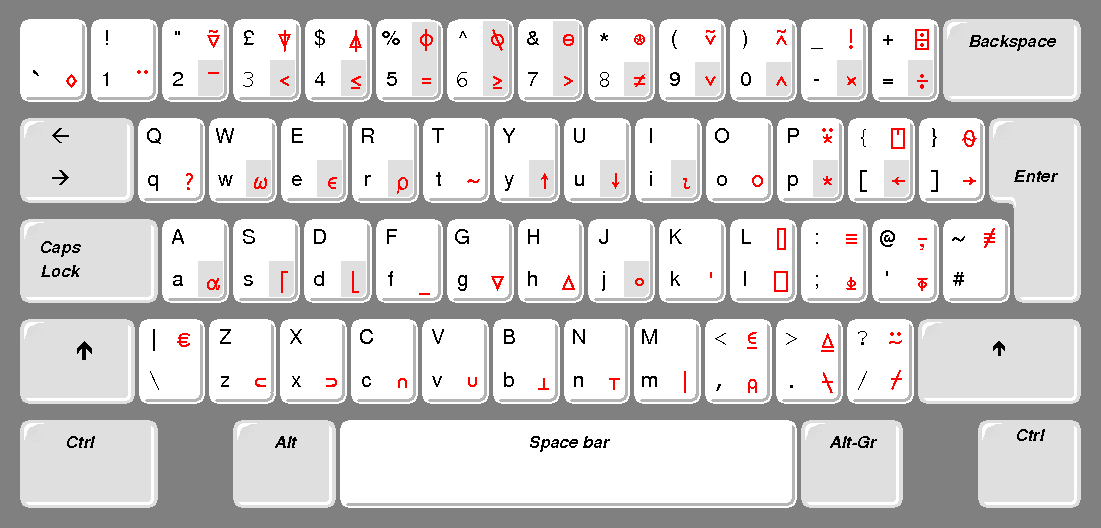 ! " ⍫ £ ⍒ $ ⍋ % ⌽ ^ ⍉ & ⊖ * ⍟ ( ⍱ ) ⍲ _ ! + ⌹ Backspace
` ⋄ 1 ¨ 2 ¯ 3 < 4 ≤ 5 = 6 ≥ 7 > 8 ≠ 9 ∨ 0 ∧ - × = ÷
← Q W E R T Y U I O P ⍣ { ⍞ } ⍬
→ q ? w ⍵ e ∊ r ⍴ t ~ y ↑ u ↓ i ⍳ o ○ p * [ ← ] → Enter
Caps A S D F G H J K L ⌷ : ≡ @ ⍪ ~ ≢
Lock a ⍺ s ⌈ d ⌊ f _ g ∇ h ∆ j ∘ k ' l ⎕ ; ⍎ ' ⍕ #
↑ | € Z X C V B N M < ⍷ > ⍙ ? ⍨ ↑
\ z ⊂ x ⊃ c ∩ v ∪ b ⊥ n ⊤ m | , ⍝ . ⍀ / ⌿
Ctrl Alt Space bar Alt-Gr Ctrl